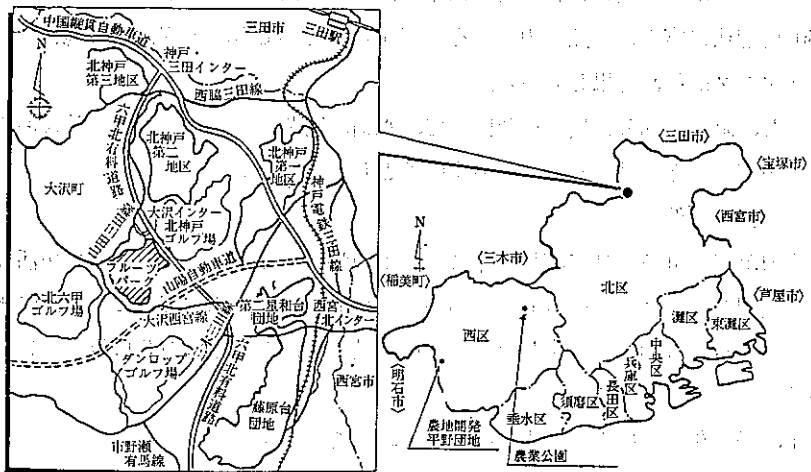 中国縦貫自動車道
神戸・
三田インター
三田市
三田駅
N
北神戸
第三地区
西脇三田線
六甲北有料道路
北神戸
第二
地区
北神戸
第一
地区
大沢町
神戸電鉄三田線
山田三田線
大沢インター
北神戸
ゴルフ場
フルーツ
パーク
山陽自動車道
北六甲
ゴルフ場
大沢西宮線
三木三田線
第二星和台
団地
西宮
北インター
ダンロップ
ゴルフ場
六甲北有料道路
藤原台
団地
西宮市
市野瀬
有馬線
〈三田市〉
〈宝塚市〉
〈西宮市〉
N
〈三木市〉
〈稲美町〉
北区
〈芦屋市〉
西区
灘区
東灘区
中央区
兵庫区
長田区
須磨区
垂水区
〈明石市〉
農地開発
平野団地
農業公園